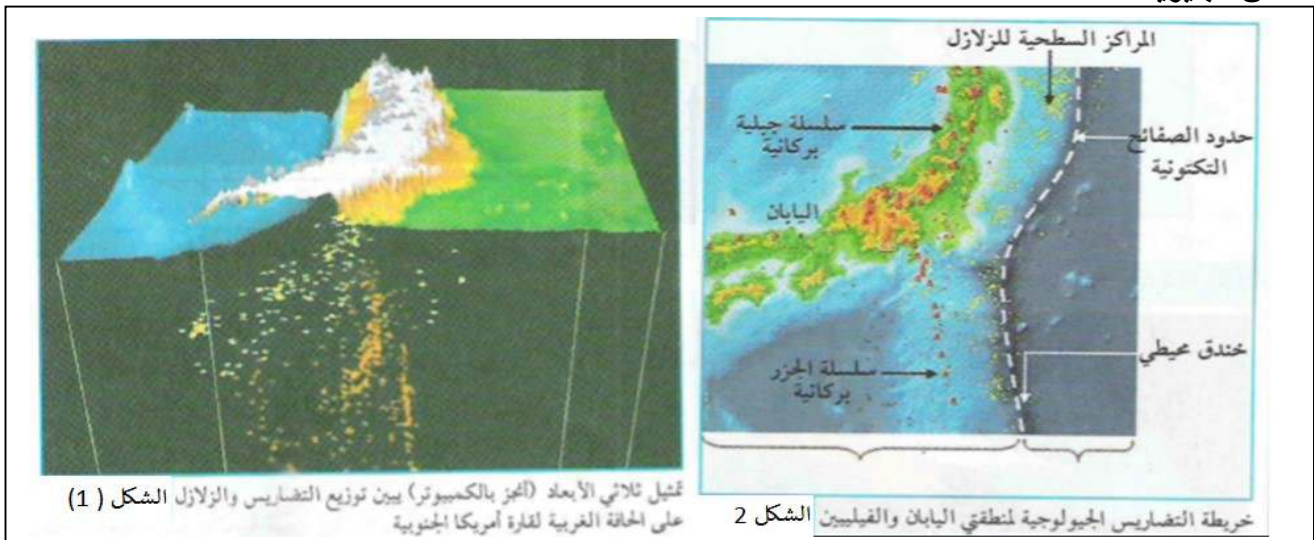 المراكز السطحية للزلازل
سلسلة جبلية
بركانية
حدود الصفائح
التكتونية
اليابان
خندق محيطي
سلسلة الجزر
بركانية
تمثيل ثلاثي الأبعاد (أنجز بالكمبيوتر) يبين توزيع التضاريس والزلازل الشكل ( 1)
على الحافة الغربية لقارة أمريكا الجنوبية
خريطة التضاريس الجيولوجية لمنطقتي اليابان والفيليبين الشكل 2